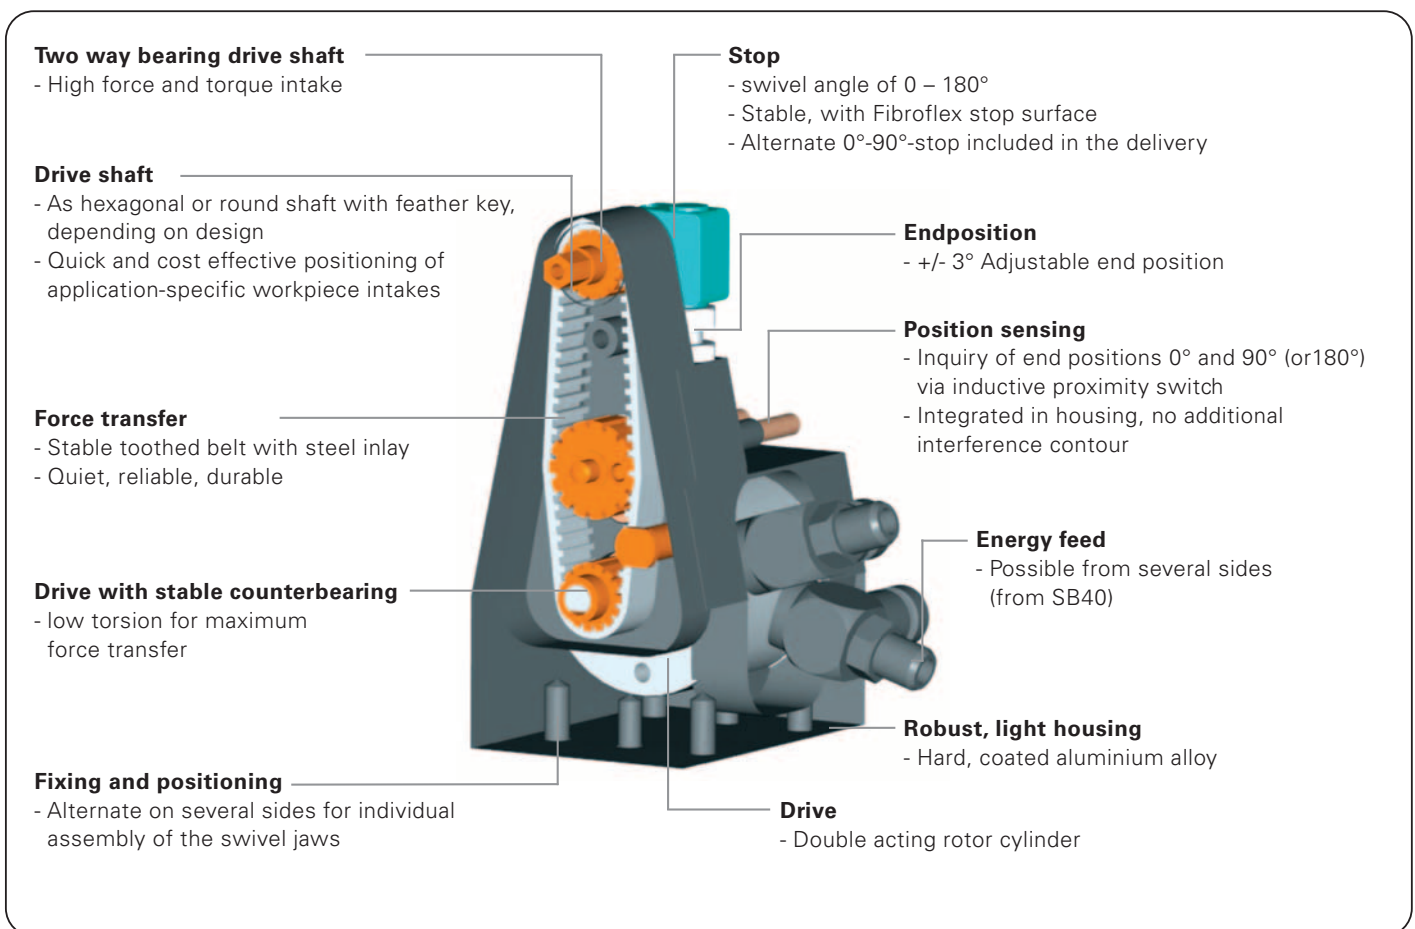 Two way bearing drive shaft
- High force and torque intake
Drive shaft
- As hexagonal or round shaft with feather key,
depending on design
- Quick and cost effective positioning of
application-specific workpiece intakes
Force transfer
- Stable toothed belt with steel inlay
- Quiet, reliable, durable
Drive with stable counterbearing
- low torsion for maximum
force transfer
Fixing and positioning
- Alternate on several sides for individual
assembly of the swivel jaws
Stop
- swivel angle of 0 – 180°
- Stable, with Fibroflex stop surface
- Alternate 0°-90°-stop included in the delivery
Endposition
- +/- 3° Adjustable end position
Position sensing
- Inquiry of end positions 0° and 90° (or180°)
via inductive proximity switch
- Integrated in housing, no additional
interference contour
Energy feed
- Possible from several sides
(from SB40)
Robust, light housing
- Hard, coated aluminium alloy
Drive
- Double acting rotor cylinder